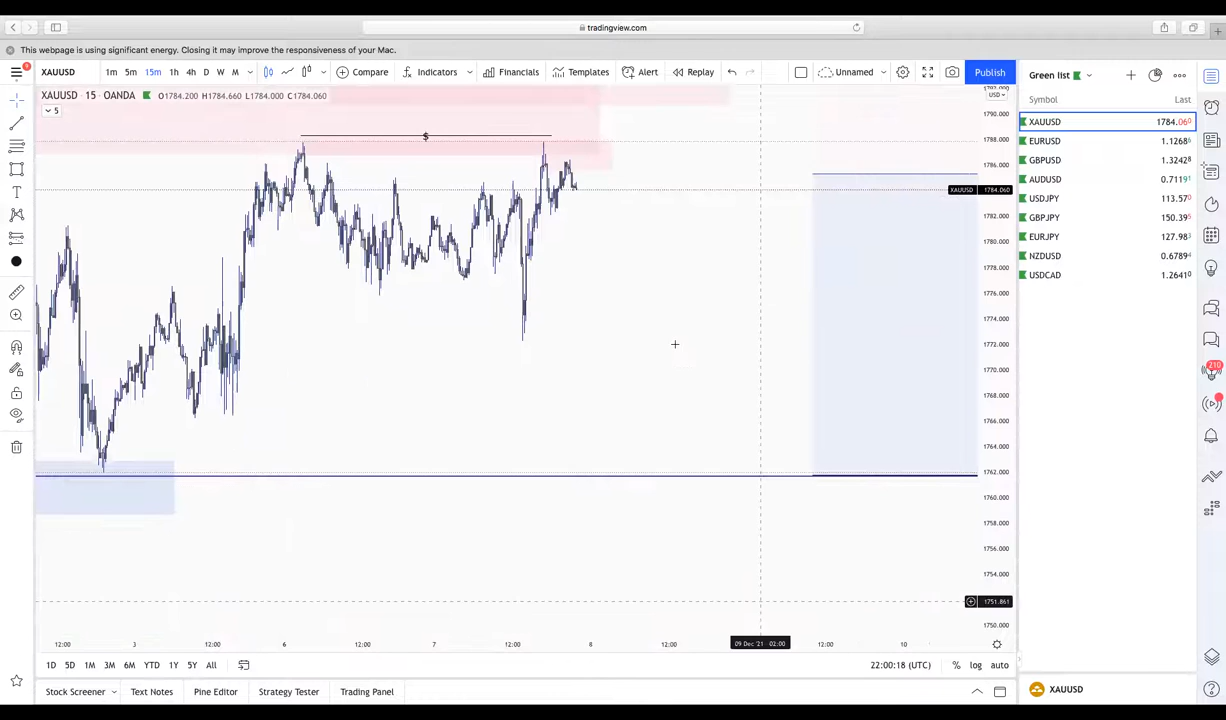 tradingview.com
This webpage is using significant energy. Closing it may improve the responsiveness of your Mac.
XAUUSD 1m 5m 15m 1h 4h D W M Compare Indicators Financials Templates Alert Replay Unnamed Publish
XAUUSD · 15 · OANDA O1784.200 H1784.660 L1784.000 C1784.060
5
$
USD
1792.000
1790.000
1788.000
1786.000
XAUUSD 1784.060
1782.000
1780.000
1778.000
1776.000
1774.000
1772.000
1770.000
1768.000
1766.000
1764.000
1762.000
1760.000
1758.000
1756.000
1754.000
1751.861
1750.000
12:00 3 12:00 6 12:00 7 12:00 8 12:00 09 Dec '21 02:00 12:00 10
1D 5D 1M 3M 6M YTD 1Y 5Y All 22:00:18 (UTC) % log auto
Stock Screener Text Notes Pine Editor Strategy Tester Trading Panel
Green list
Symbol Last
XAUUSD 1784.060
EURUSD 1.1268
GBPUSD 1.3242
AUDUSD 0.7119
USDJPY 113.57
GBPJPY 150.39
EURJPY 127.98
NZDUSD 0.6789
USDCAD 1.2641
XAUUSD
210